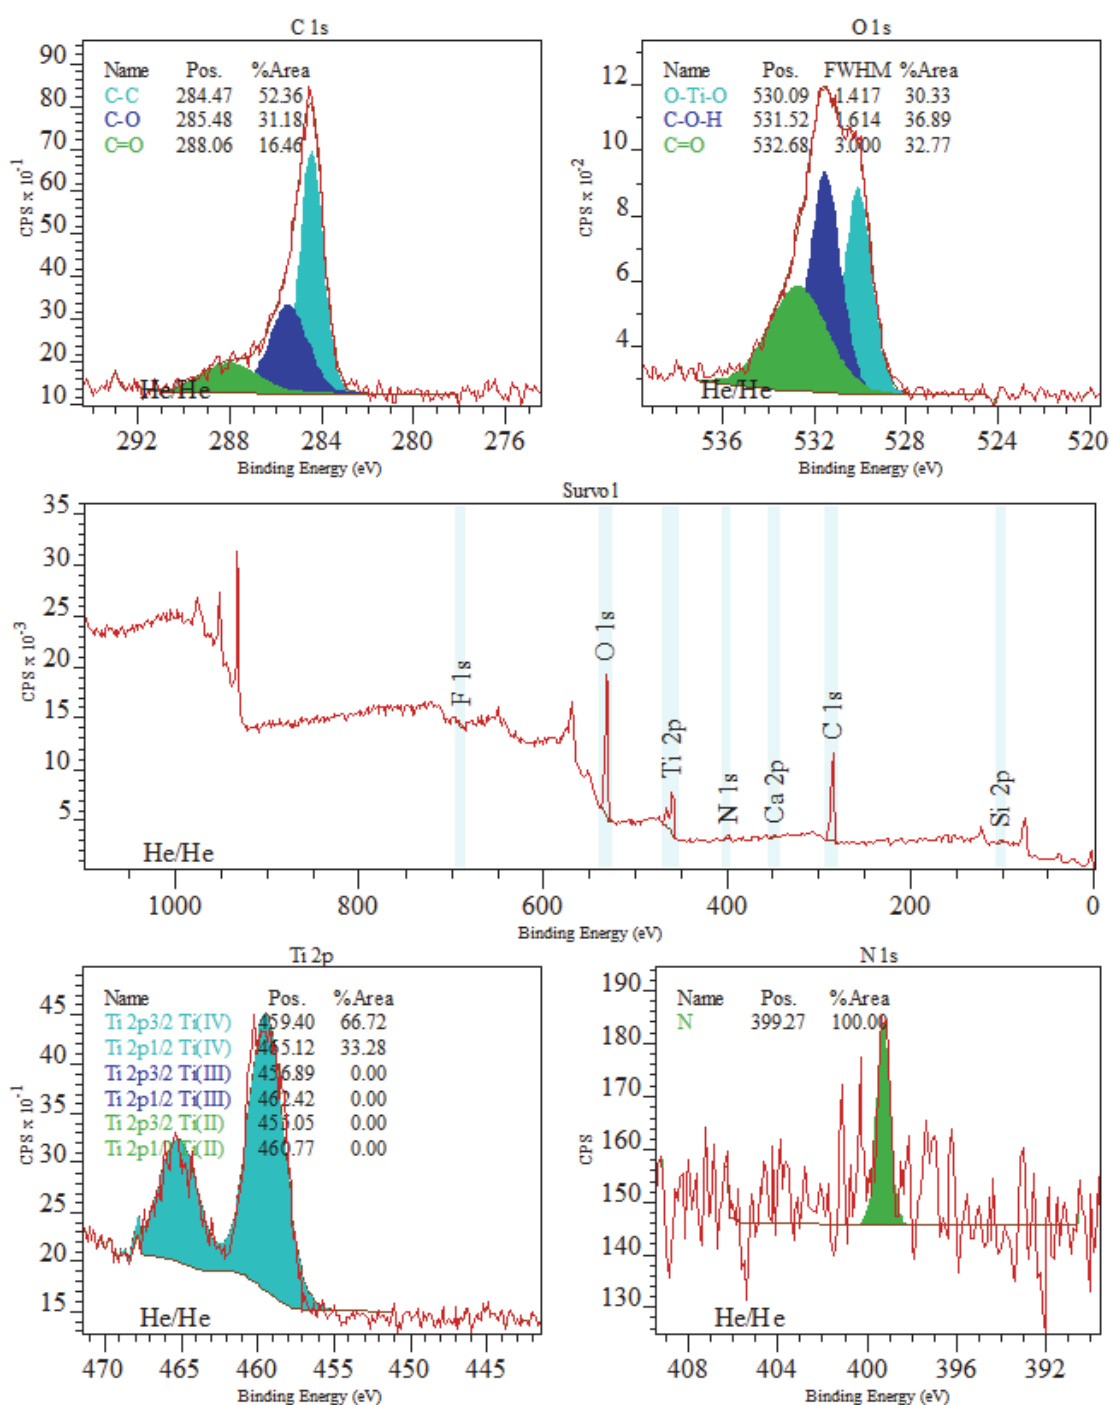 C 1s
CPS x 10⁻¹
90
80
70
60
50
40
30
20
10
Name Pos. %Area
C-C 284.47 52.36
C-O 285.48 31.18
C=O 288.06 16.46
He/He
292 288 284 280 276
Binding Energy (eV)
O 1s
CPS x 10⁻²
12
10
8
6
4
Name Pos. FWHM %Area
O-Ti-O 530.09 1.417 30.33
C-O-H 531.52 1.614 36.89
C=O 532.68 3.000 32.77
He/He
536 532 528 524 520
Binding Energy (eV)
Survo1
CPS x 10⁻³
35
30
25
20
15
10
5
F 1s
O 1s
Ti 2p
N 1s
Ca 2p
C 1s
Si 2p
He/He
1000 800 600 400 200 0
Binding Energy (eV)
Ti 2p
CPS x 10⁻¹
45
40
35
30
25
20
15
Name Pos. %Area
Ti 2p3/2 Ti(IV) 459.40 66.72
Ti 2p1/2 Ti(IV) 465.12 33.28
Ti 2p3/2 Ti(III) 456.89 0.00
Ti 2p1/2 Ti(III) 462.42 0.00
Ti 2p3/2 Ti(II) 455.05 0.00
Ti 2p1/2 Ti(II) 460.77 0.00
He/He
470 465 460 455 450 445
Binding Energy (eV)
N 1s
CPS
190
180
170
160
150
140
130
Name Pos. %Area
N 399.27 100.00
He/He
408 404 400 396 392
Binding Energy (eV)